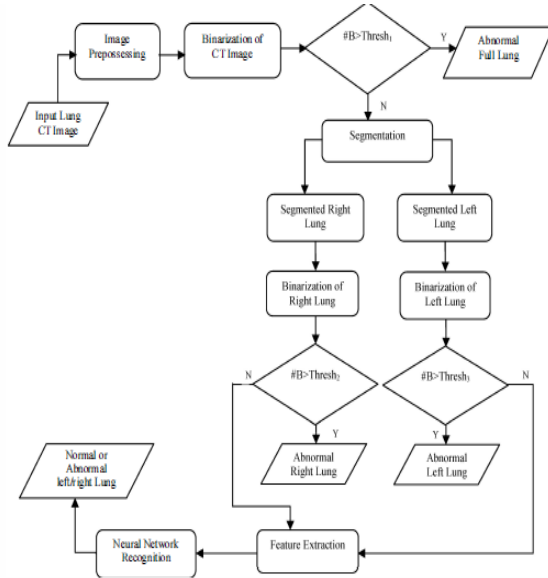 Image
Prepossessing
Binarization of
CT Image
#B>Thresh1
Y
Abnormal
Full Lung
Input Lung
CT Image
N
Segmentation
Segmented Right
Lung
Segmented Left
Lung
Binarization of
Right Lung
Binarization of
Left Lung
N
#B>Thresh2
#B>Thresh3
N
Y
Y
Abnormal
Right Lung
Abnormal
Left Lung
Normal or
Abnormal
left/right Lung
Neural Network
Recognition
Feature Extraction